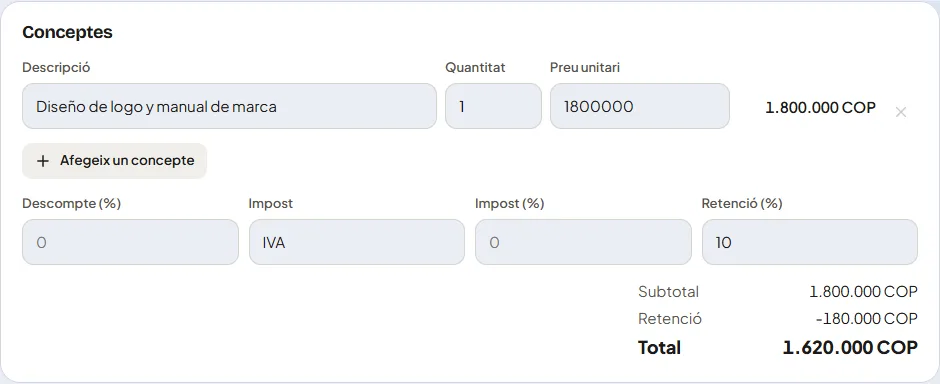 Conceptes
Descripció Quantitat Preu unitari
Diseño de logo y manual de marca 1 1800000 1.800.000 COP ×
+ Afegeix un concepte
Descompte (%) Impost Impost (%) Retenció (%)
0 IVA 0 10
Subtotal 1.800.000 COP
Retenció -180.000 COP
Total 1.620.000 COP